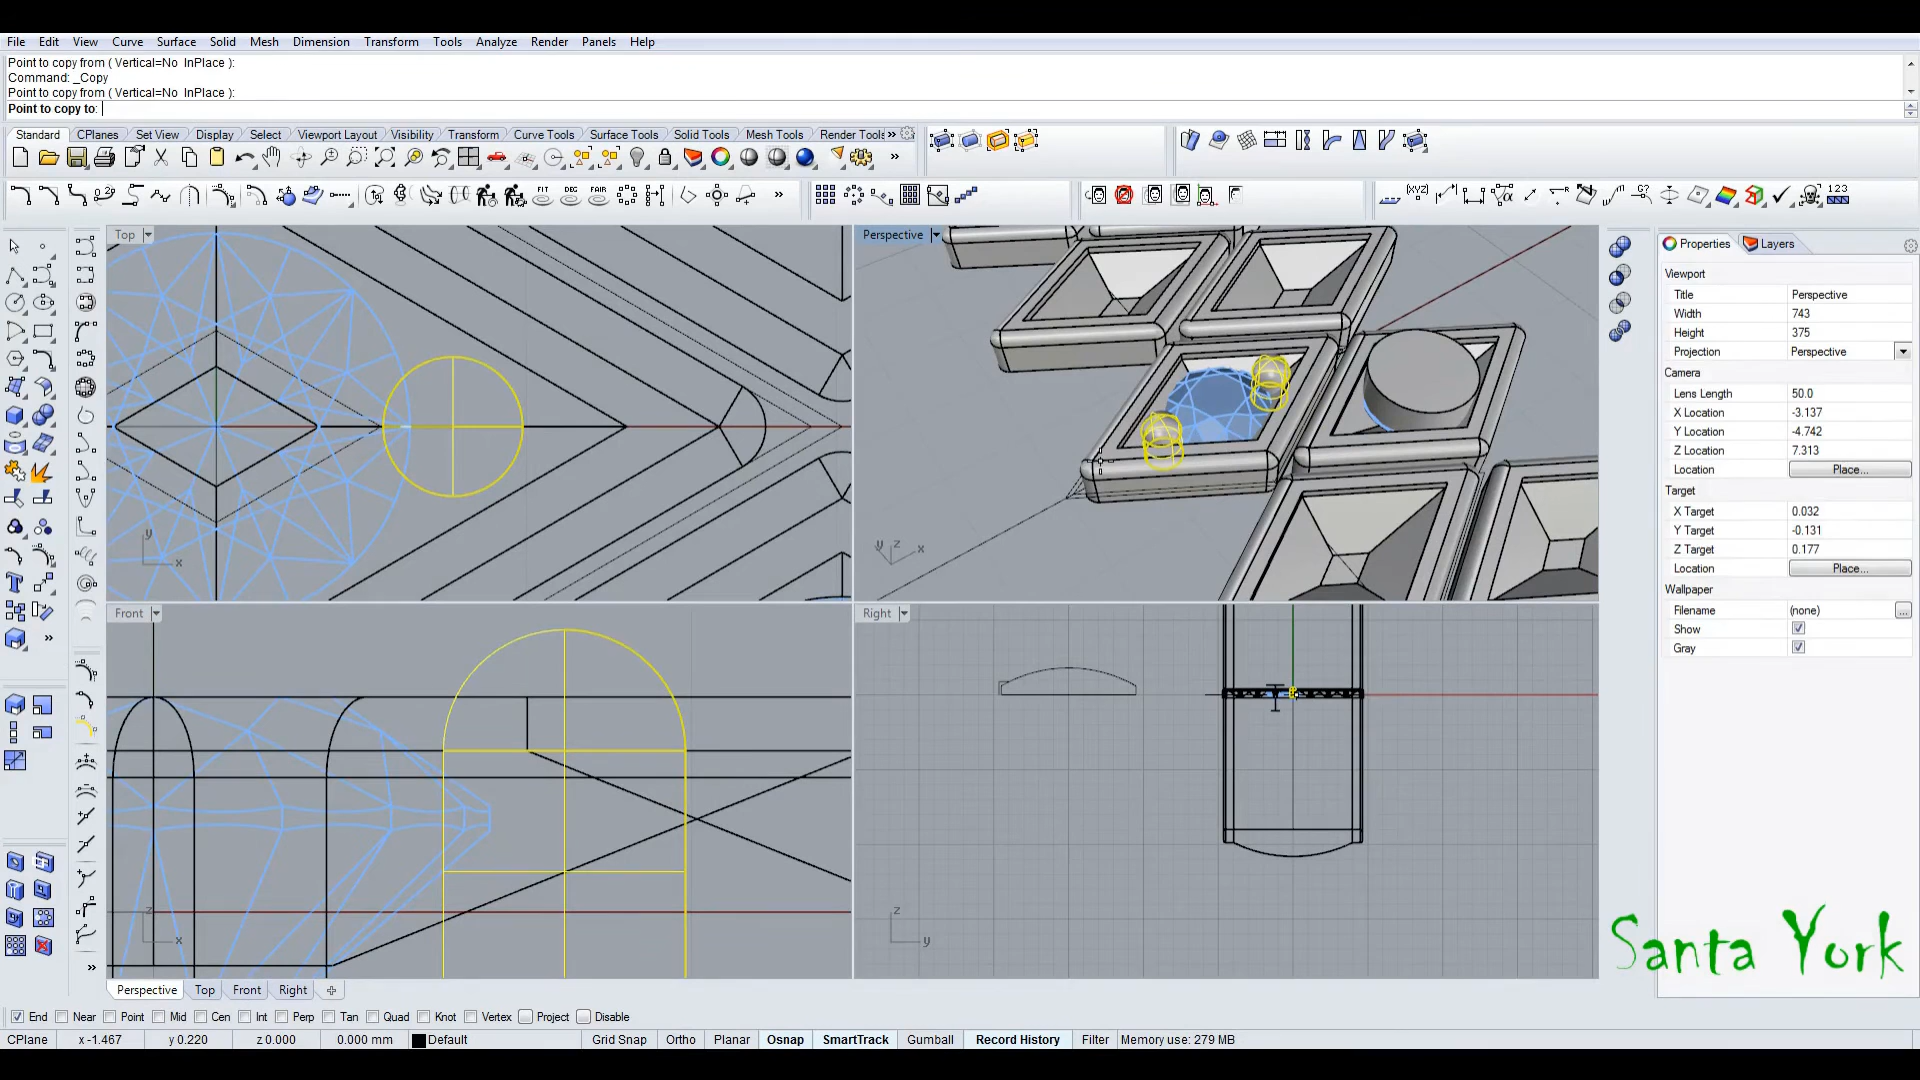 File Edit View Curve Surface Solid Mesh Dimension Transform Tools Analyze Render Panels Help
Point to copy from ( Vertical=No InPlace ):
Command: _Copy
Point to copy from ( Vertical=No InPlace ):
Point to copy to:
Standard CPlanes Set View Display Select Viewport Layout Visibility Transform Curve Tools Surface Tools Solid Tools Mesh Tools Render Tools »
Top
Perspective
Front
Right
y
x
y z x
z
x
z
y
Properties Layers
Viewport
Title Perspective
Width 743
Height 375
Projection Perspective
Camera
Lens Length 50.0
X Location -3.137
Y Location -4.742
Z Location 7.313
Location Place...
Target
X Target 0.032
Y Target -0.131
Z Target 0.177
Location Place...
Wallpaper
Filename (none) ...
Show
Gray
Santa York
Perspective Top Front Right
End Near Point Mid Cen Int Perp Tan Quad Knot Vertex Project Disable
CPlane x -1.467 y 0.220 z 0.000 0.000 mm Default Grid Snap Ortho Planar Osnap SmartTrack Gumball Record History Filter Memory use: 279 MB